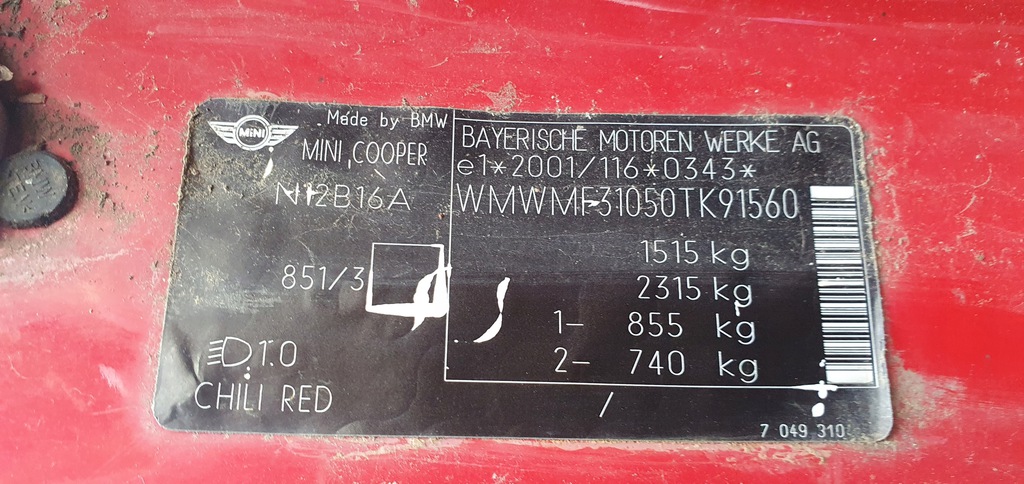 MINI
Made by BMW
MINI COOPER
N12B16A
851/3
1.0
CHILI RED
BAYERISCHE MOTOREN WERKE AG
e1*2001/116*0343*
WMWMF31050TK91560
1515 kg
2315 kg
1- 855 kg
2- 740 kg
/
7 049 310